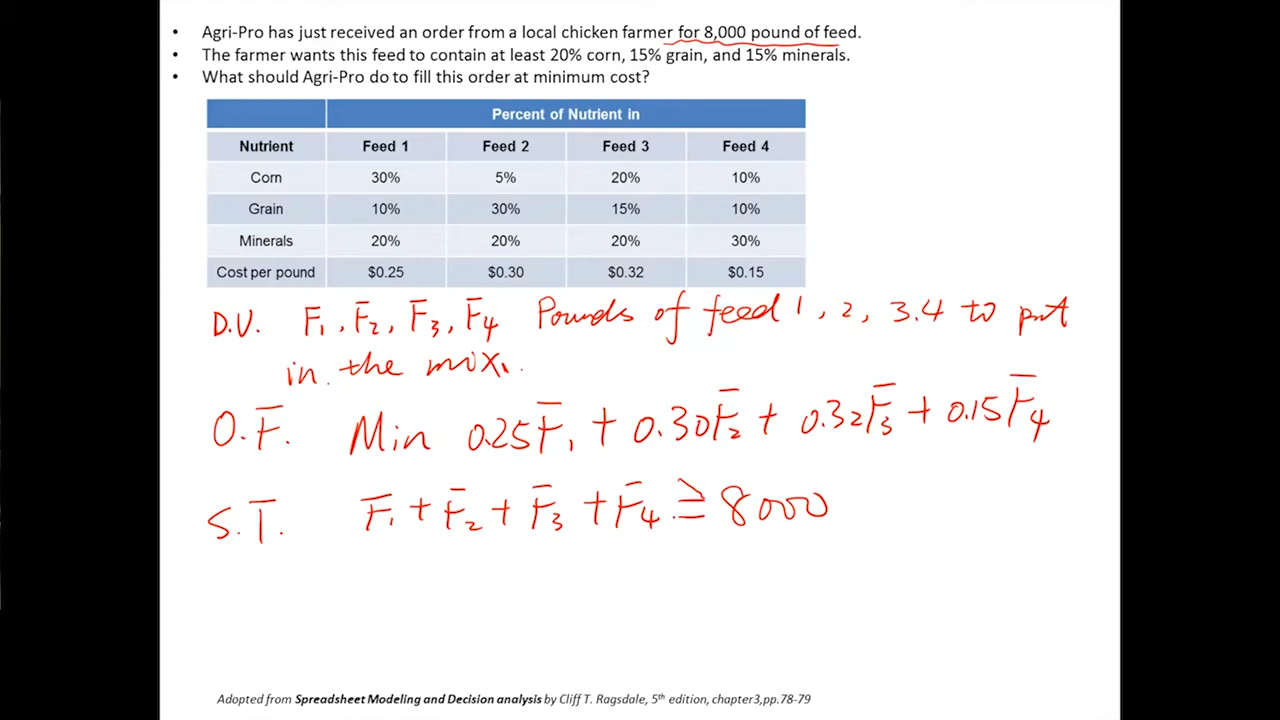 • Agri-Pro has just received an order from a local chicken farmer for 8,000 pound of feed.
• The farmer wants this feed to contain at least 20% corn, 15% grain, and 15% minerals.
• What should Agri-Pro do to fill this order at minimum cost?
Percent of Nutrient in
Nutrient Feed 1 Feed 2 Feed 3 Feed 4
Corn 30% 5% 20% 10%
Grain 10% 30% 15% 10%
Minerals 20% 20% 20% 30%
Cost per pound $0.25 $0.30 $0.32 $0.15
D.V. F₁, F₂, F₃, F₄ Pounds of feed 1, 2, 3.4 to put
in the mix.
O.F. Min 0.25F₁ + 0.30F₂ + 0.32F₃ + 0.15F₄
S.T. F₁ + F₂ + F₃ + F₄ ≥ 8000
Adopted from Spreadsheet Modeling and Decision analysis by Cliff T. Ragsdale, 5th edition, chapter3,pp.78-79